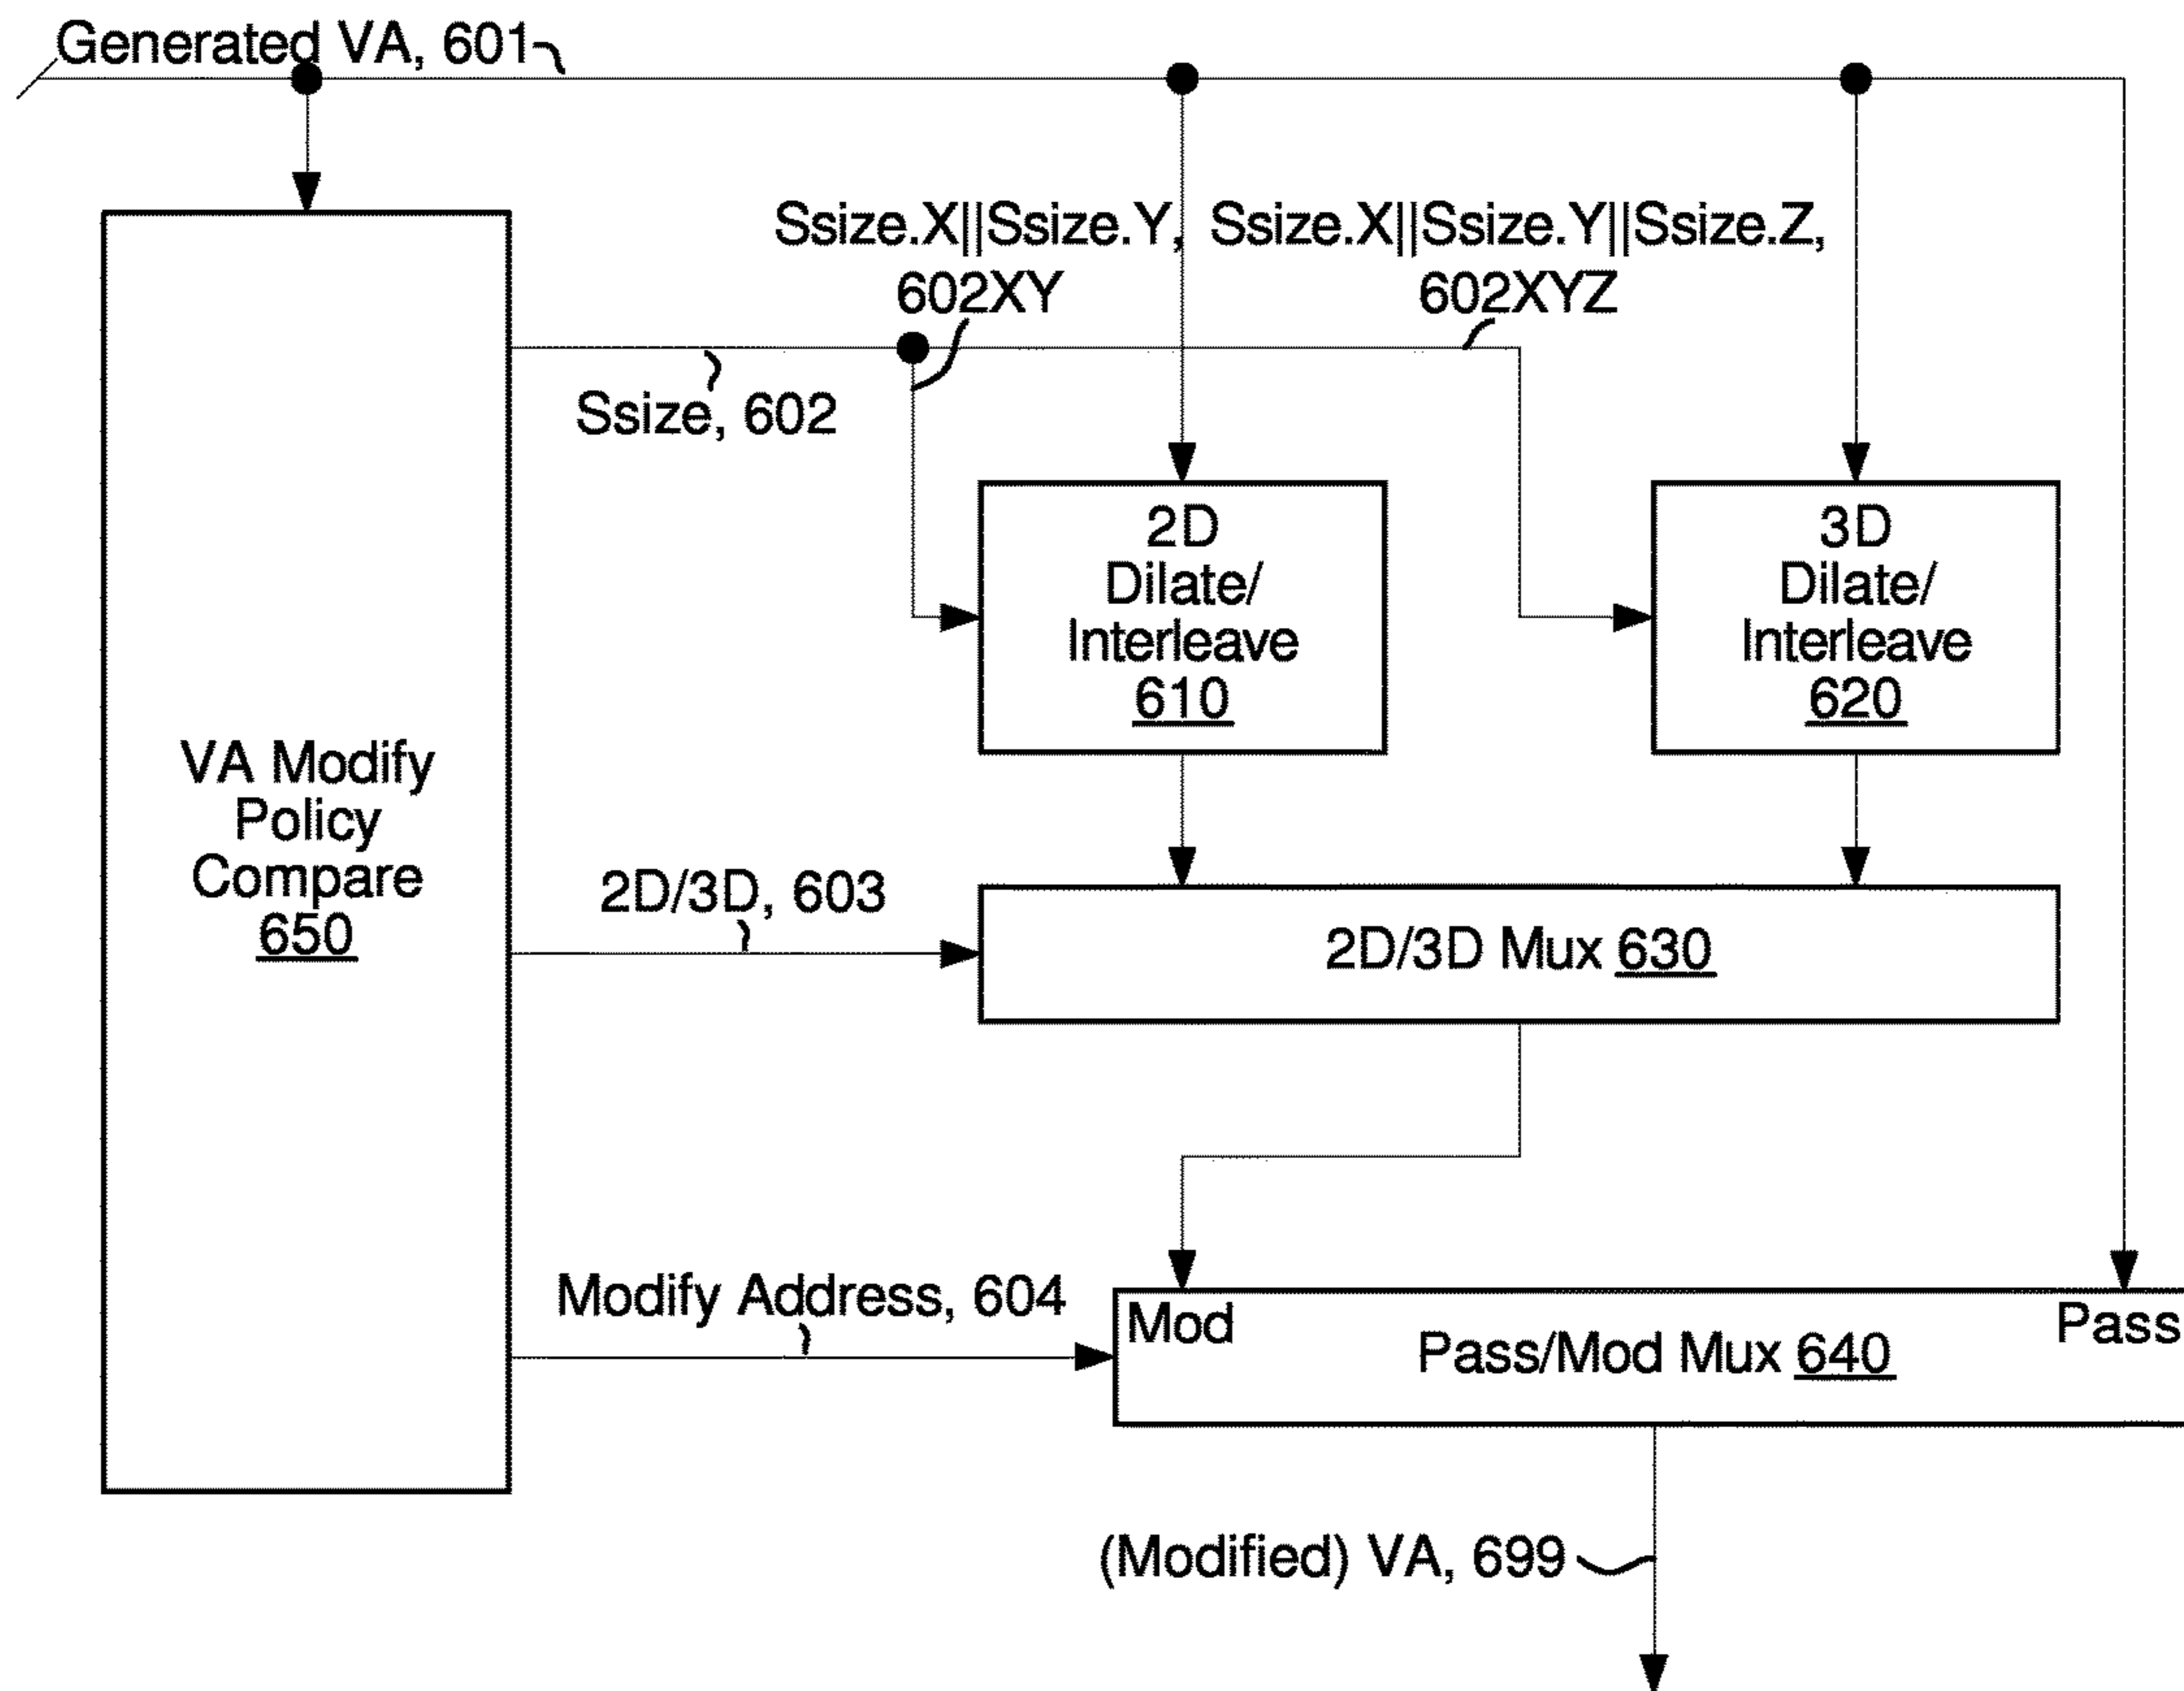 Generated VA, 601
Ssize.X||Ssize.Y,
602XY
Ssize.X||Ssize.Y||Ssize.Z,
602XYZ
Ssize, 602
2D
Dilate/
Interleave
610
3D
Dilate/
Interleave
620
VA Modify
Policy
Compare
650
2D/3D, 603
2D/3D Mux 630
Modify Address, 604
Mod
Pass
Pass/Mod Mux 640
(Modified) VA, 699